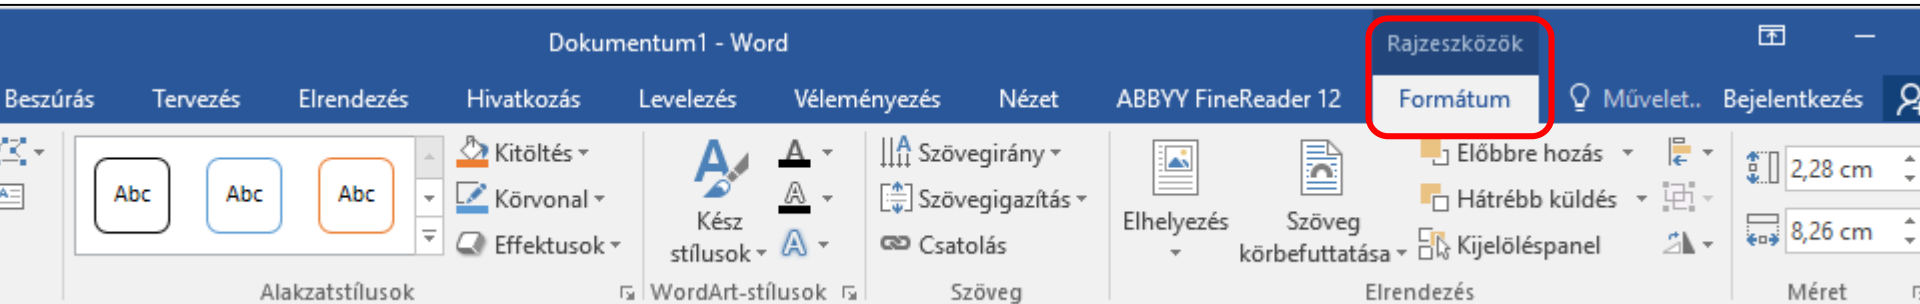 Dokumentum1 - Word
Rajzeszközök
Beszúrás Tervezés Elrendezés Hivatkozás Levelezés Véleményezés Nézet ABBYY FineReader 12 Formátum Művelet.. Bejelentkezés
Abc Abc Abc
Kitöltés
Körvonal
Effektusok
Alakzatstílusok
Kész
stílusok
WordArt-stílusok
Szövegirány
Szövegigazítás
Csatolás
Szöveg
Elhelyezés
Szöveg
körbefuttatása
Előbbre hozás
Hátrébb küldés
Kijelöléspanel
Elrendezés
2,28 cm
8,26 cm
Méret